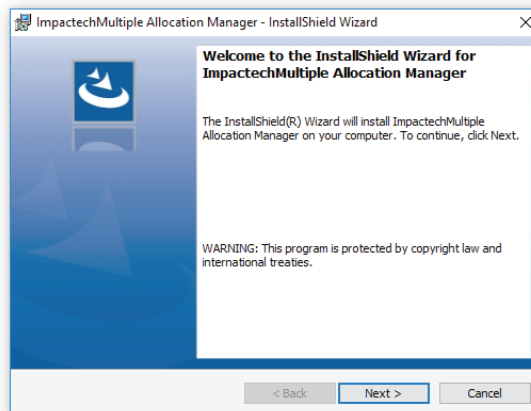 ImpactechMultiple Allocation Manager - InstallShield Wizard
Welcome to the InstallShield Wizard for
ImpactechMultiple Allocation Manager
The InstallShield(R) Wizard will install ImpactechMultiple
Allocation Manager on your computer. To continue, click Next.
WARNING: This program is protected by copyright law and
international treaties.
< Back Next > Cancel